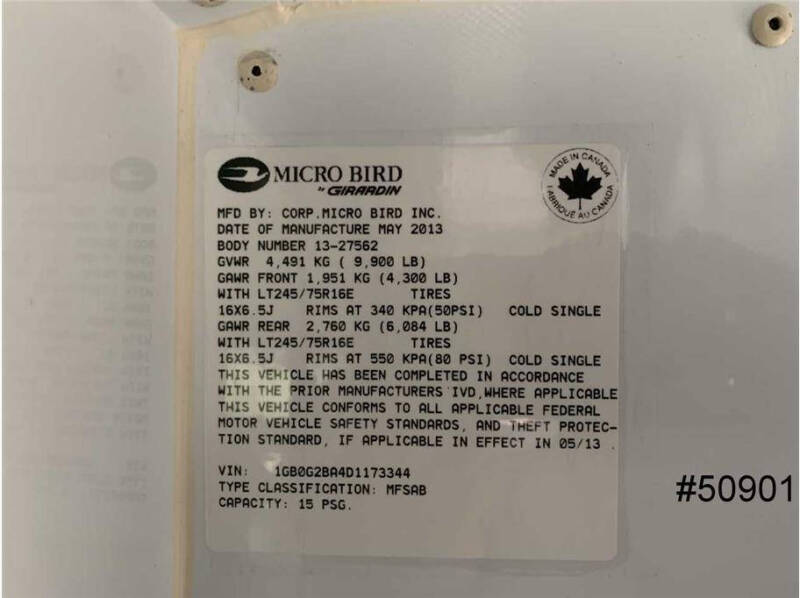 MICRO BIRD
by GIRARDIN
MADE IN CANADA
FABRIQUÉ AU CANADA
MFD BY: CORP.MICRO BIRD INC.
DATE OF MANUFACTURE MAY 2013
BODY NUMBER 13-27562
GVWR 4,491 KG ( 9,900 LB)
GAWR FRONT 1,951 KG (4,300 LB)
WITH LT245/75R16E TIRES
16X6.5J RIMS AT 340 KPA(50PSI) COLD SINGLE
GAWR REAR 2,760 KG (6,084 LB)
WITH LT245/75R16E TIRES
16X6.5J RIMS AT 550 KPA(80 PSI) COLD SINGLE
THIS VEHICLE HAS BEEN COMPLETED IN ACCORDANCE
WITH THE PRIOR MANUFACTURERS'IVD,WHERE APPLICABLE
THIS VEHICLE CONFORMS TO ALL APPLICABLE FEDERAL
MOTOR VEHICLE SAFETY STANDARDS, AND THEFT PROTEC-
TION STANDARD, IF APPLICABLE IN EFFECT IN 05/13 .
VIN: 1GB0G2BA4D1173344
TYPE CLASSIFICATION: MFSAB
CAPACITY: 15 PSG.
#50901